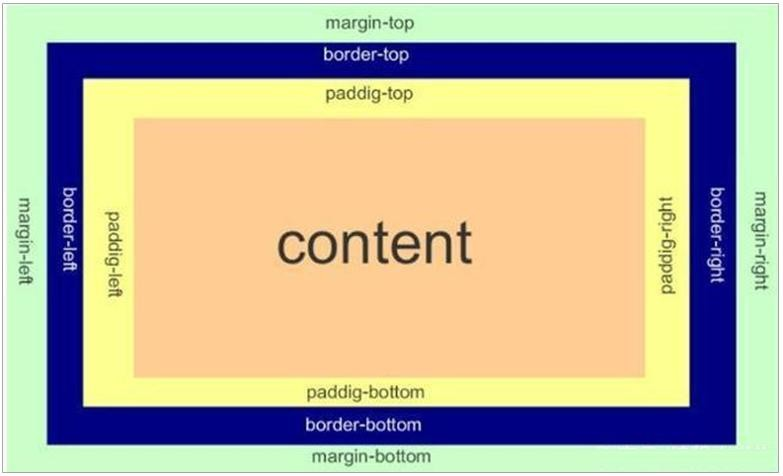 margin-top
border-top
paddig-top
margin-left
border-left
paddig-left
content
paddig-right
border-right
margin-right
paddig-bottom
border-bottom
margin-bottom